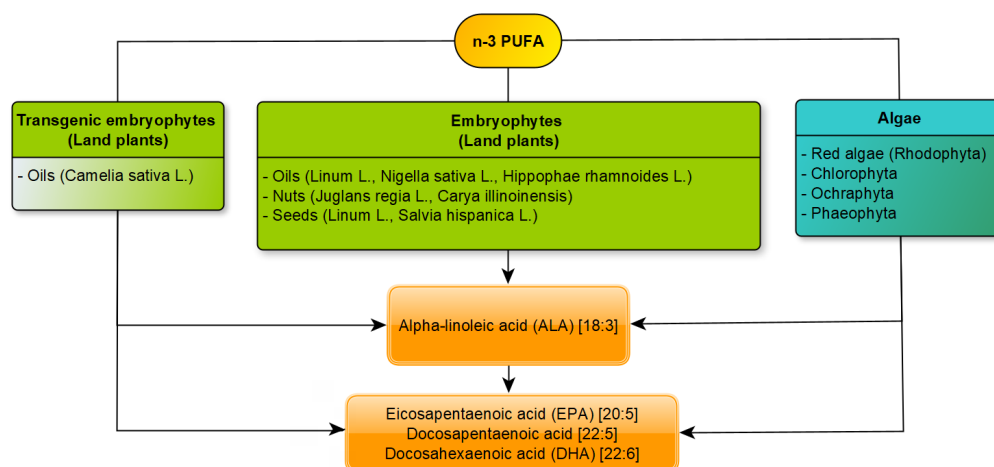 n-3 PUFA
Transgenic embryophytes
(Land plants)
- Oils (Camelia sativa L.)
Embryophytes
(Land plants)
- Oils (Linum L., Nigella sativa L., Hippophae rhamnoides L.)
- Nuts (Juglans regia L., Carya illinoinensis)
- Seeds (Linum L., Salvia hispanica L.)
Algae
- Red algae (Rhodophyta)
- Chlorophyta
- Ochraphyta
- Phaeophyta
Alpha-linoleic acid (ALA) [18:3]
Eicosapentaenoic acid (EPA) [20:5]
Docosapentaenoic acid [22:5]
Docosahexaenoic acid (DHA) [22:6]